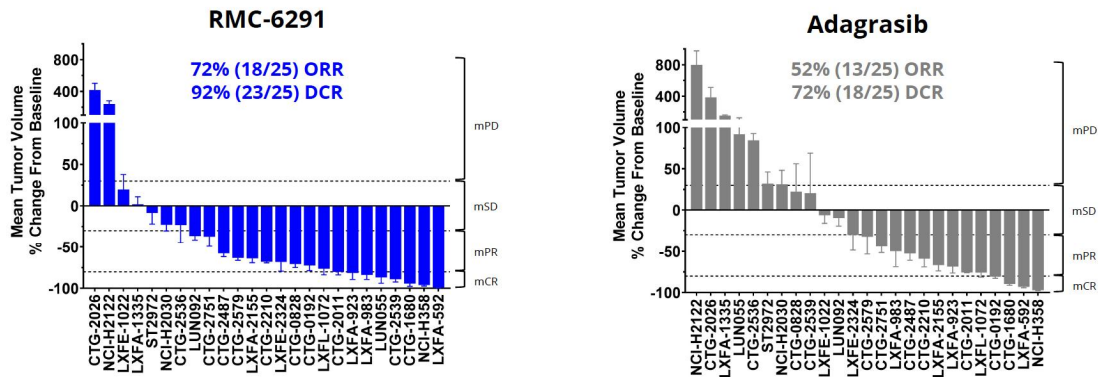 RMC-6291
Mean Tumor Volume
% Change From Baseline
800
400
100
50
0
-50
-100
72% (18/25) ORR
92% (23/25) DCR
mPD
mSD
mPR
mCR
CTG-2026
NCI-H2122
LXFE-1022
LXFA-1335
ST2972
NCI-H2030
CTG-2536
LUN092
CTG-2751
CTG-2487
CTG-2579
LXFA-2155
CTG-2210
LXFE-2324
CTG-0828
CTG-0192
LXFL-1072
CTG-2011
LXFA-923
LXFA-983
LUN055
CTG-2539
CTG-1680
NCI-H358
LXFA-592
Adagrasib
Mean Tumor Volume
% Change From Baseline
800
400
100
50
0
-50
-100
52% (13/25) ORR
72% (18/25) DCR
mPD
mSD
mPR
mCR
NCI-H2122
CTG-2026
LXFA-1335
LUN055
CTG-2536
ST2972
NCI-H2030
CTG-0828
CTG-2539
LXFE-1022
LUN092
LXFE-2324
CTG-2579
CTG-2751
LXFA-983
CTG-2487
CTG-2210
LXFA-2155
LXFA-923
CTG-2011
LXFL-1072
CTG-0192
CTG-1680
LXFA-592
NCI-H358